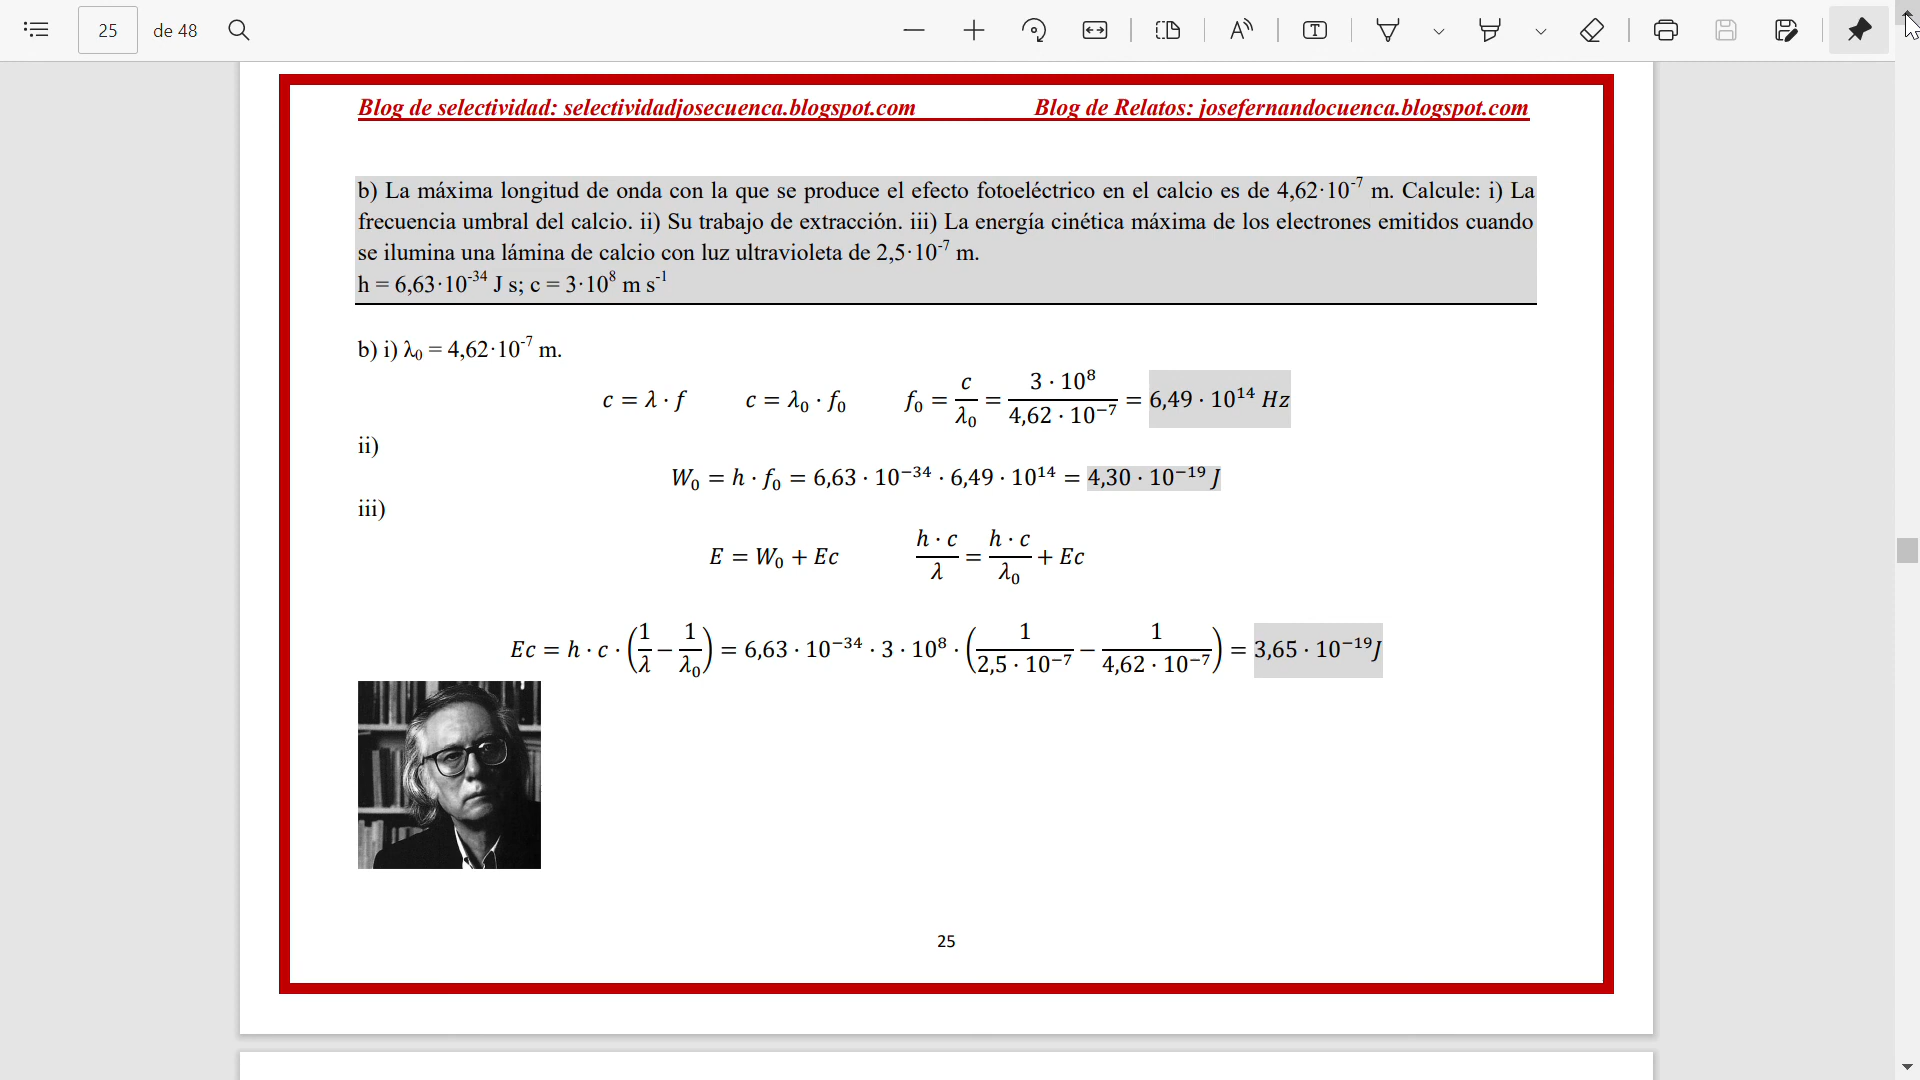 25 de 48
Blog de selectividad: selectividadjosecuenca.blogspot.com Blog de Relatos: josefernandocuenca.blogspot.com
b) La máxima longitud de onda con la que se produce el efecto fotoeléctrico en el calcio es de 4,62·10⁻⁷ m. Calcule: i) La
frecuencia umbral del calcio. ii) Su trabajo de extracción. iii) La energía cinética máxima de los electrones emitidos cuando
se ilumina una lámina de calcio con luz ultravioleta de 2,5·10⁻⁷ m.
h = 6,63·10⁻³⁴ J s; c = 3·10⁸ m s⁻¹
b) i) λ₀ = 4,62·10⁻⁷ m.
c = λ · f c = λ₀ · f₀ f₀ = c/λ₀ = (3 · 10⁸)/(4,62 · 10⁻⁷) = 6,49 · 10¹⁴ Hz
ii)
W₀ = h · f₀ = 6,63 · 10⁻³⁴ · 6,49 · 10¹⁴ = 4,30 · 10⁻¹⁹ J
iii)
E = W₀ + Ec (h · c)/λ = (h · c)/λ₀ + Ec
Ec = h · c · (1/λ − 1/λ₀) = 6,63 · 10⁻³⁴ · 3 · 10⁸ · (1/(2,5 · 10⁻⁷) − 1/(4,62 · 10⁻⁷)) = 3,65 · 10⁻¹⁹J
25